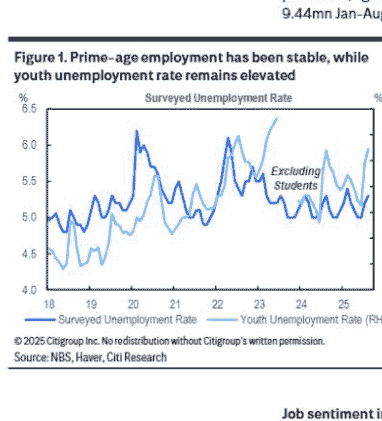 9.44mn Jan-Aug
Figure 1. Prime-age employment has been stable, while
youth unemployment rate remains elevated
%
Surveyed Unemployment Rate
%
6.5
6.0
5.5
5.0
4.5
4.0
Excluding
Students
18 19 20 21 22 23 24 25
Surveyed Unemployment Rate Youth Unemployment Rate (RH
© 2025 Citigroup Inc. No redistribution without Citigroup's written permission.
Source: NBS, Haver, Citi Research
Job sentiment i